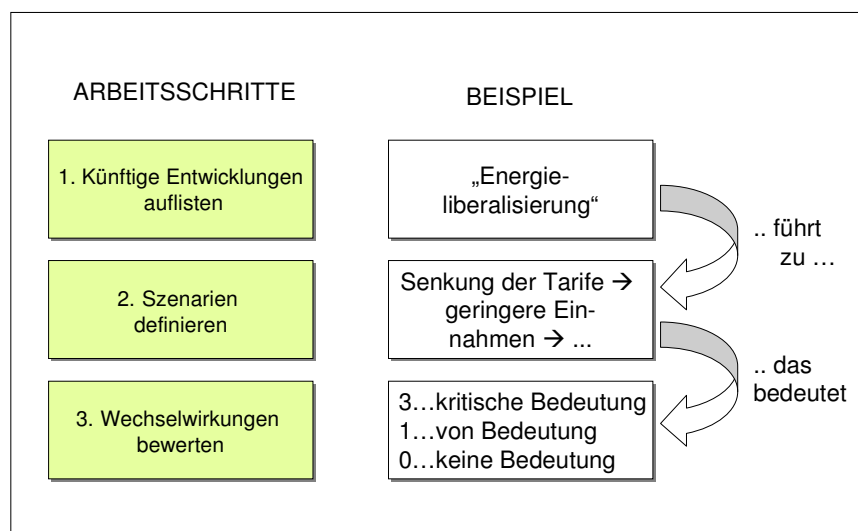 ARBEITSSCHRITTE
BEISPIEL
1. Künftige Entwicklungen
auflisten
„Energie-
liberalisierung“
.. führt
zu …
2. Szenarien
definieren
Senkung der Tarife →
geringere Ein-
nahmen → ...
.. das
bedeutet
3. Wechselwirkungen
bewerten
3…kritische Bedeutung
1…von Bedeutung
0…keine Bedeutung